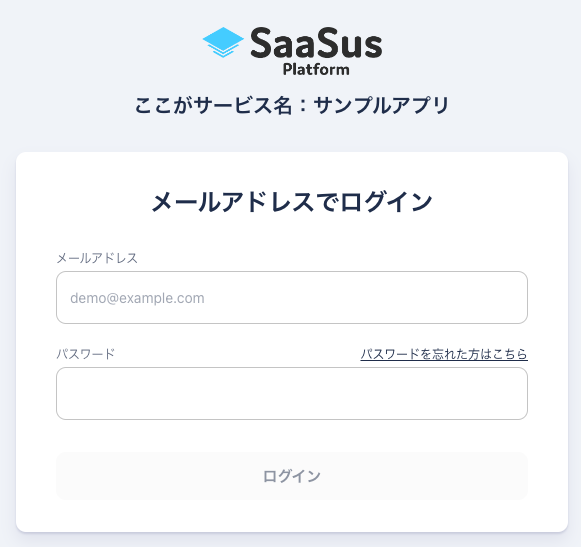 SaaSus
Platform
ここがサービス名：サンプルアプリ
メールアドレスでログイン
メールアドレス
demo@example.com
パスワード パスワードを忘れた方はこちら
ログイン